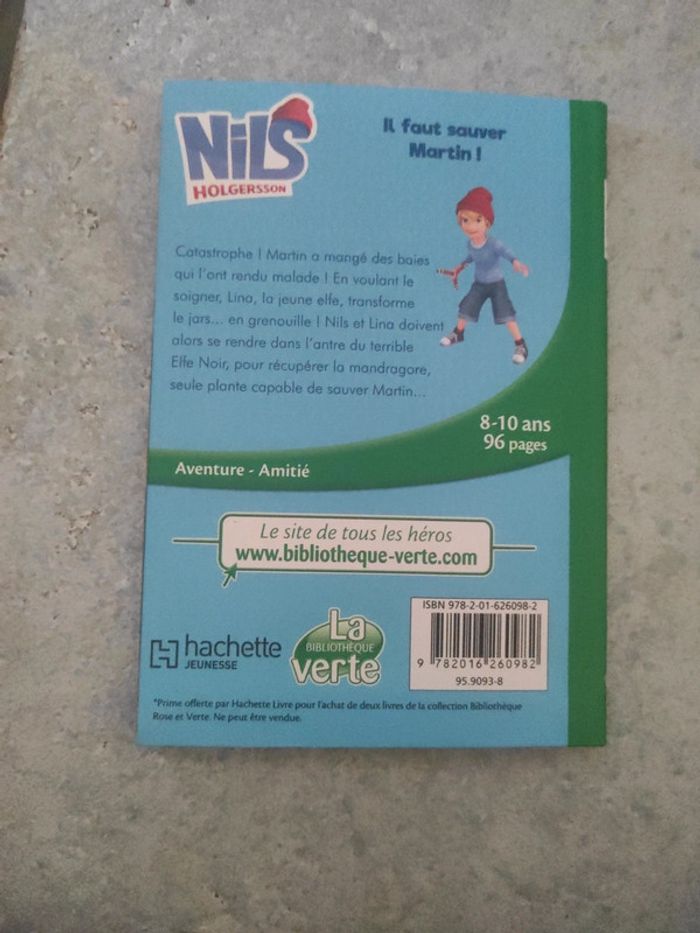 NiLS
HOLGERSSON
Il faut sauver
Martin !
Catastrophe ! Martin a mangé des baies
qui l'ont rendu malade ! En voulant le
soigner, Lina, la jeune elfe, transforme
le jars... en grenouille ! Nils et Lina doivent
alors se rendre dans l'antre du terrible
Elfe Noir, pour récupérer la mandragore,
seule plante capable de sauver Martin...
8-10 ans
96 pages
Aventure - Amitié
Le site de tous les héros
www.bibliotheque-verte.com
hachette
JEUNESSE
La
BIBLIOTHÈQUE
verte
ISBN 978-2-01-626098-2
9 782016 260982
95.9093-8
*Prime offerte par Hachette Livre pour l'achat de deux livres de la collection Bibliothèque
Rose et Verte. Ne peut être vendue.